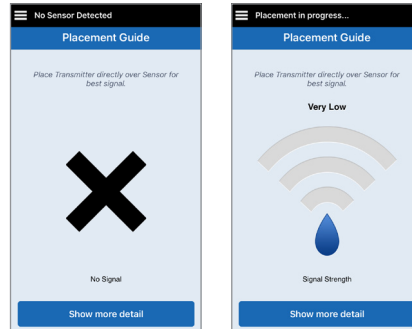 No Sensor Detected
Placement Guide
Place Transmitter directly over Sensor for
best signal.
No Signal
Show more detail
Placement in progress...
Placement Guide
Place Transmitter directly over Sensor for
best signal.
Very Low
Signal Strength
Show more detail